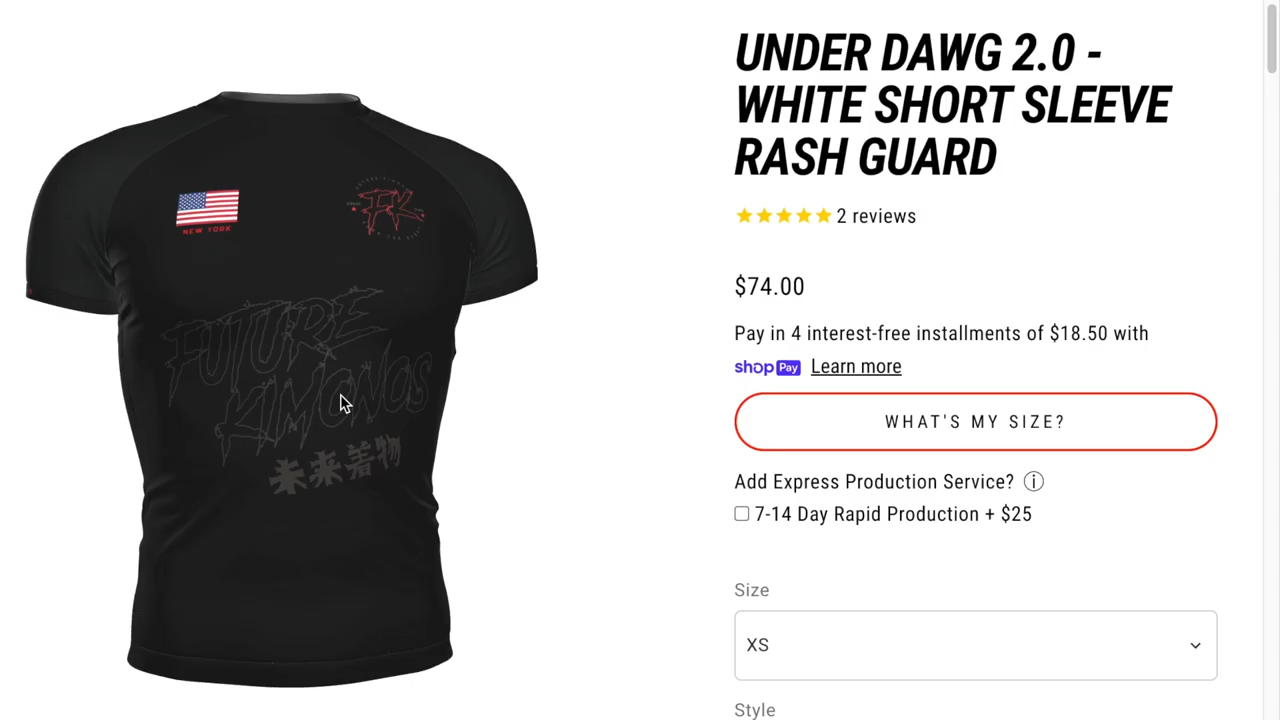 UNDER DAWG 2.0 -
WHITE SHORT SLEEVE
RASH GUARD
2 reviews
$74.00
Pay in 4 interest-free installments of $18.50 with
shop Pay Learn more
WHAT'S MY SIZE?
Add Express Production Service?
7-14 Day Rapid Production + $25
Size
XS
Style
NEW YORK
FK
FUTURE
KIMONOS
未来着物